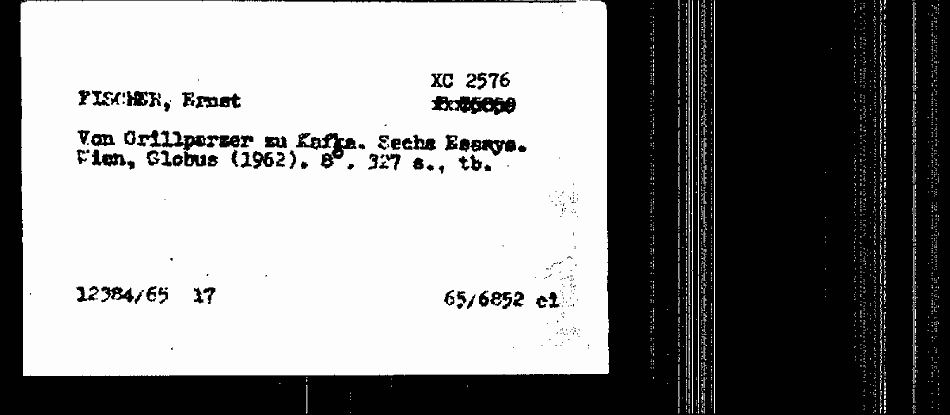 XC 2576
FISCHER, Ernst
Von Grillparzer zu Kafka. Sechs Essays.
Wien, Globus (1962). 8°. 327 s., tb.
12384/65 17
65/6852 c1